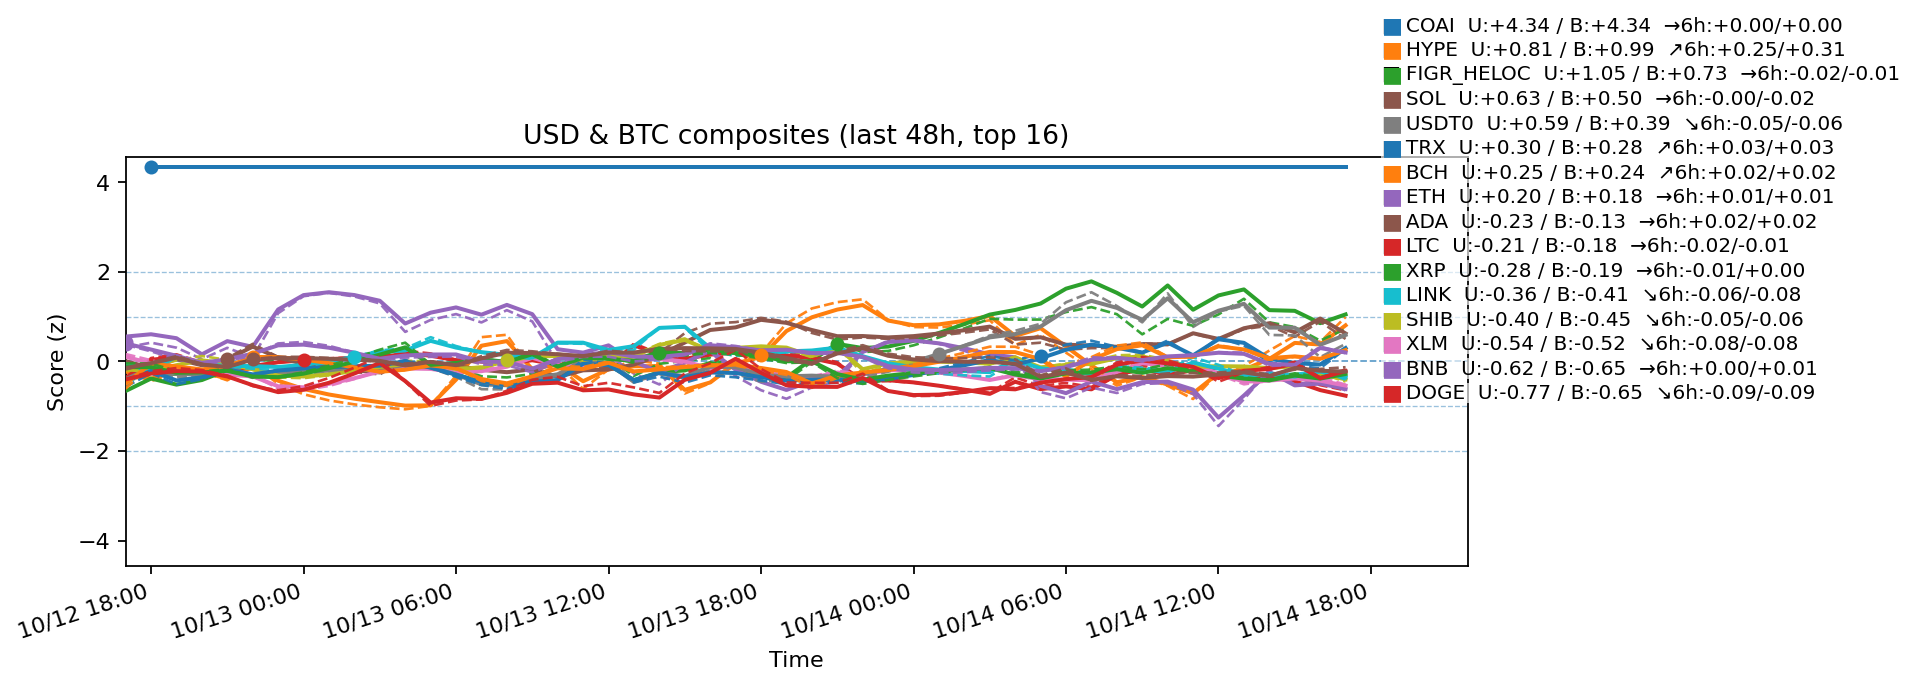 COAI U:+4.34 / B:+4.34 →6h:+0.00/+0.00
HYPE U:+0.81 / B:+0.99 ↗6h:+0.25/+0.31
FIGR_HELOC U:+1.05 / B:+0.73 →6h:-0.02/-0.01
SOL U:+0.63 / B:+0.50 →6h:-0.00/-0.02
USDT0 U:+0.59 / B:+0.39 ↘6h:-0.05/-0.06
TRX U:+0.30 / B:+0.28 ↗6h:+0.03/+0.03
BCH U:+0.25 / B:+0.24 ↗6h:+0.02/+0.02
ETH U:+0.20 / B:+0.18 →6h:+0.01/+0.01
ADA U:-0.23 / B:-0.13 →6h:+0.02/+0.02
LTC U:-0.21 / B:-0.18 →6h:-0.02/-0.01
XRP U:-0.28 / B:-0.19 →6h:-0.01/+0.00
LINK U:-0.36 / B:-0.41 ↘6h:-0.06/-0.08
SHIB U:-0.40 / B:-0.45 ↘6h:-0.05/-0.06
XLM U:-0.54 / B:-0.52 ↘6h:-0.08/-0.08
BNB U:-0.62 / B:-0.65 →6h:+0.00/+0.01
DOGE U:-0.77 / B:-0.65 ↘6h:-0.09/-0.09
USD & BTC composites (last 48h, top 16)
Score (z)
4
2
0
−2
−4
10/12 18:00
10/13 00:00
10/13 06:00
10/13 12:00
10/13 18:00
10/14 00:00
10/14 06:00
10/14 12:00
10/14 18:00
Time